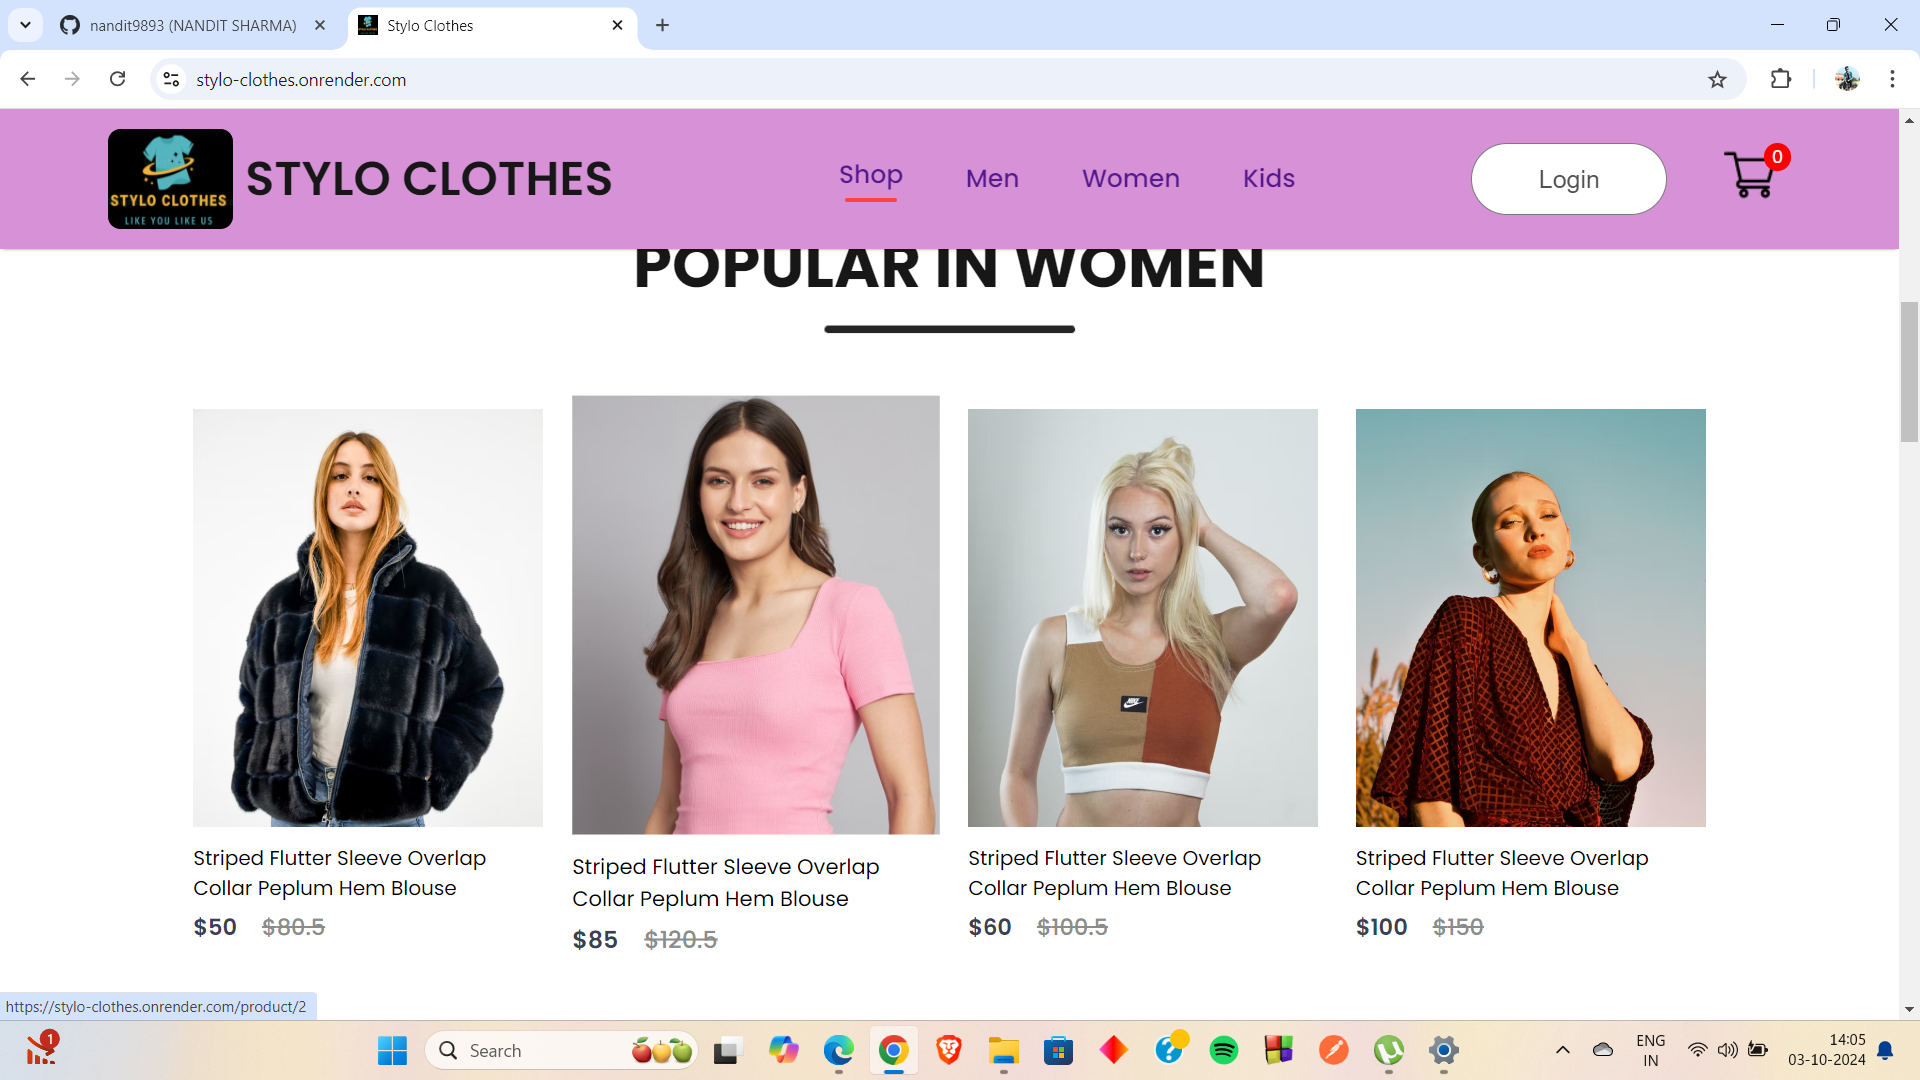 nandit9893 (NANDIT SHARMA)
Stylo Clothes
stylo-clothes.onrender.com
STYLO CLOTHES
LIKE YOU LIKE US
STYLO CLOTHES
Shop
Men
Women
Kids
Login
0
POPULAR IN WOMEN
NIKE
Striped Flutter Sleeve Overlap
Collar Peplum Hem Blouse
$50 $80.5
Striped Flutter Sleeve Overlap
Collar Peplum Hem Blouse
$85 $120.5
Striped Flutter Sleeve Overlap
Collar Peplum Hem Blouse
$60 $100.5
Striped Flutter Sleeve Overlap
Collar Peplum Hem Blouse
$100 $150
https://stylo-clothes.onrender.com/product/2
1
Search
ENG
IN
14:05
03-10-2024